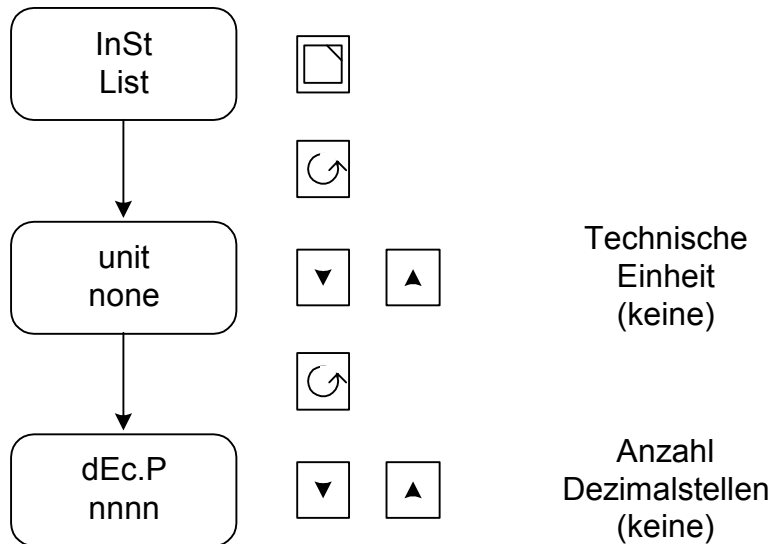 InSt
List
unit
none
Technische
Einheit
(keine)
dEc.P
nnnn
Anzahl
Dezimalstellen
(keine)